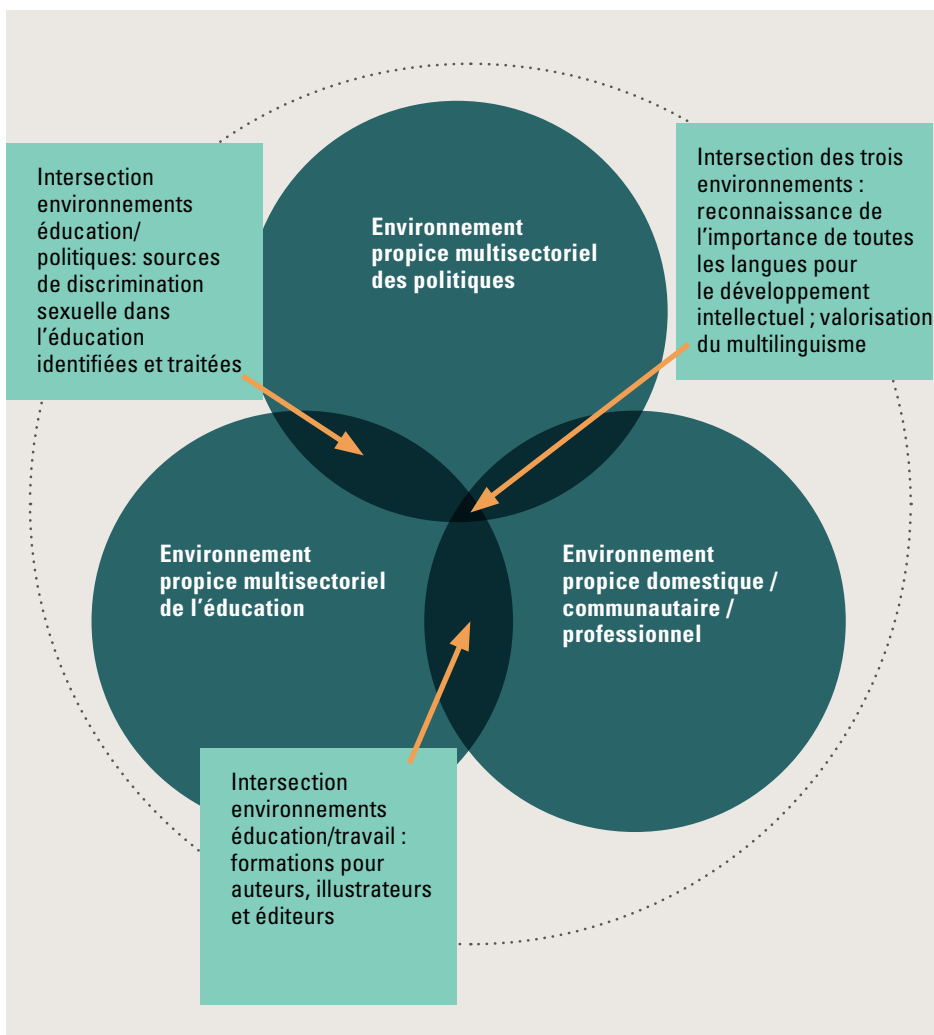 Intersection
environnements
éducation/
politiques: sources
de discrimination
sexuelle dans
l’éducation
identifiées et traitées
Environnement
propice multisectoriel
des politiques
Intersection des trois
environnements :
reconnaissance de
l’importance de toutes
les langues pour
le développement
intellectuel ; valorisation
du multilinguisme
Environnement
propice multisectoriel
de l’éducation
Environnement
propice domestique /
communautaire /
professionnel
Intersection
environnements
éducation/travail :
formations pour
auteurs, illustrateurs
et éditeurs